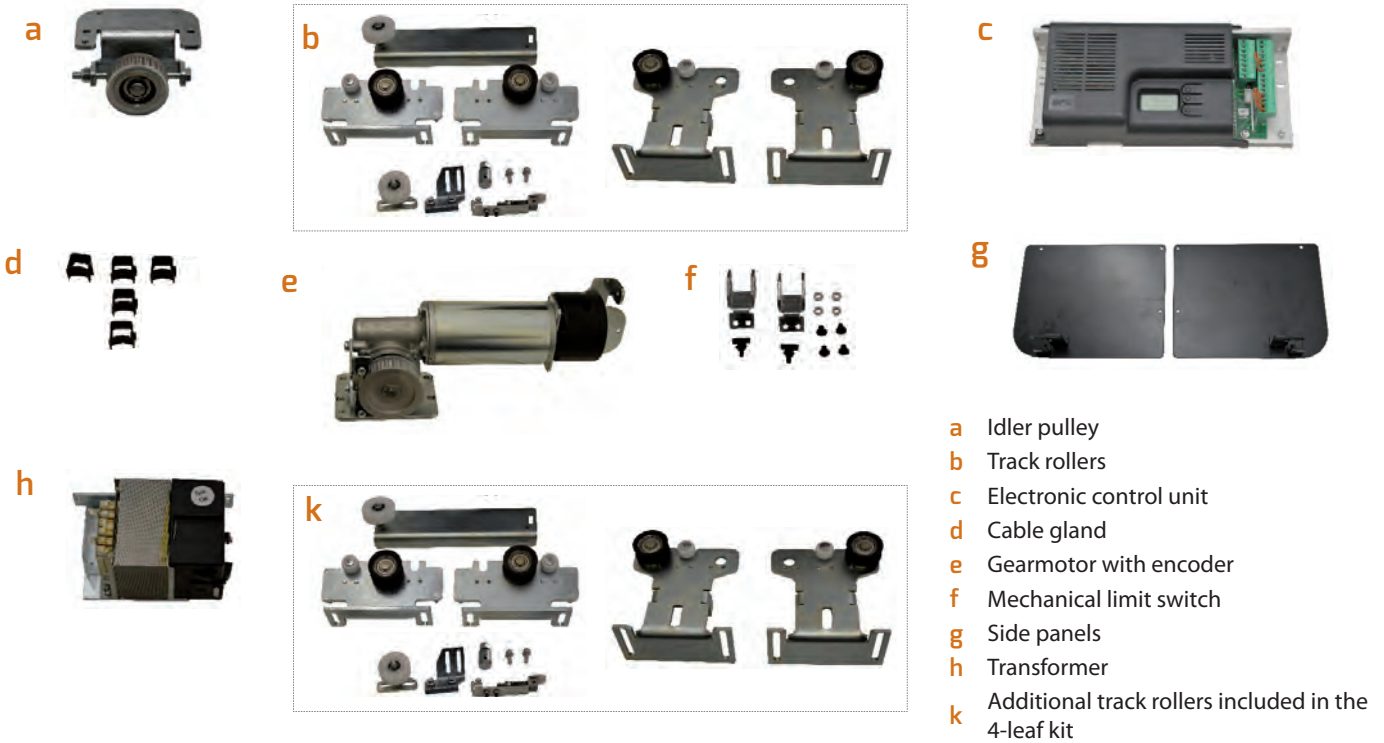 a
b
c
d
e
f
g
h
k
a Idler pulley
b Track rollers
c Electronic control unit
d Cable gland
e Gearmotor with encoder
f Mechanical limit switch
g Side panels
h Transformer
k Additional track rollers included in the
4-leaf kit